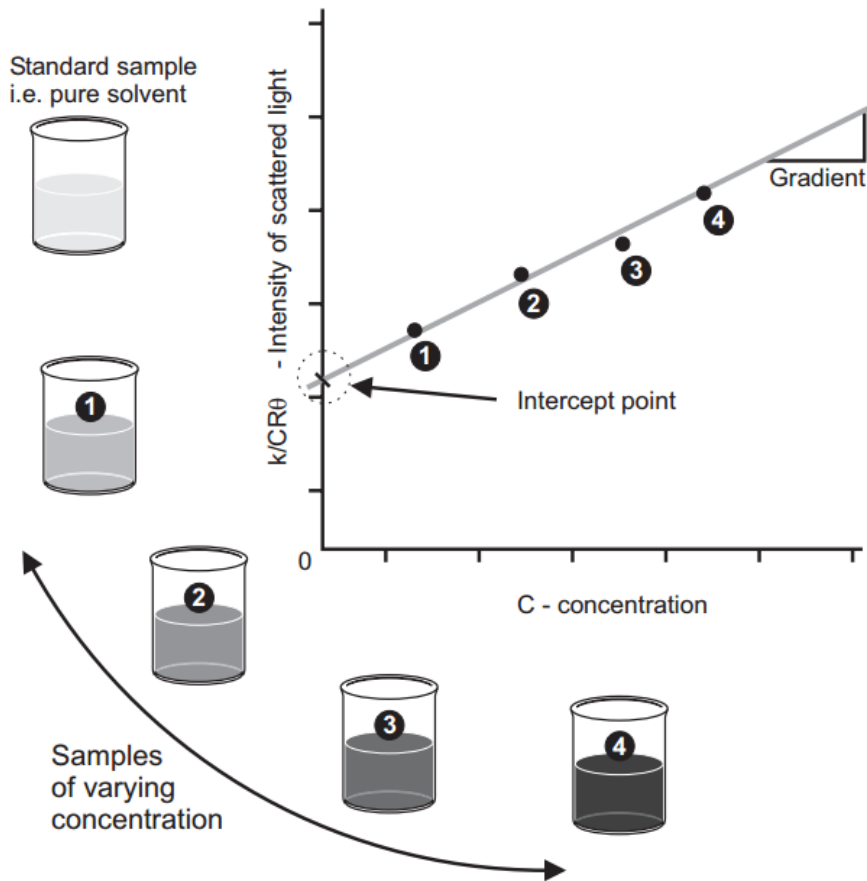 Standard sample
i.e. pure solvent
k/CRθ - Intensity of scattered light
Gradient
4
3
2
1
Intercept point
0
C - concentration
1
2
3
4
Samples
of varying
concentration